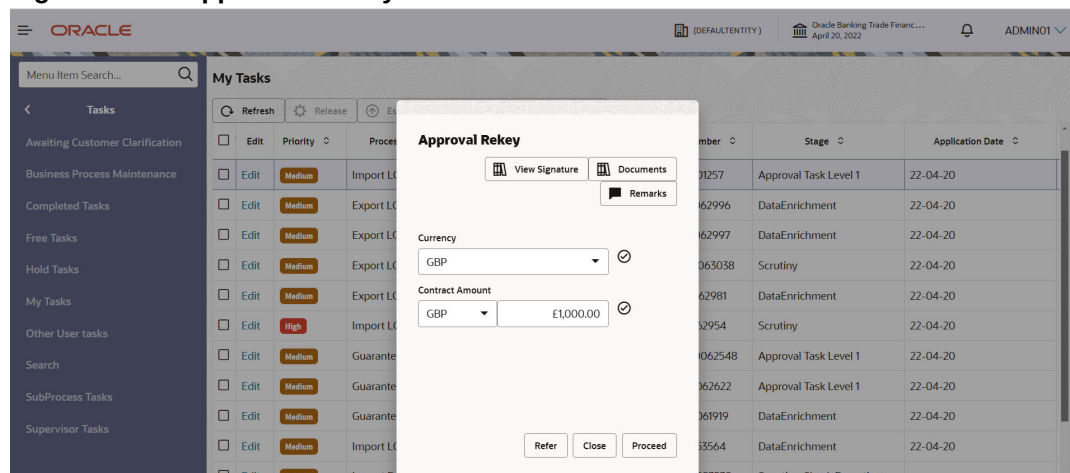 ORACLE
(DEFAULTENTITY)
Oracle Banking Trade Financ...
April 20, 2022
ADMIN01
Menu Item Search...
My Tasks
Tasks
Refresh
Release
Awaiting Customer Clarification
Business Process Maintenance
Completed Tasks
Free Tasks
Hold Tasks
My Tasks
Other User tasks
Search
SubProcess Tasks
Supervisor Tasks
Edit Priority Proces mber Stage Application Date
Edit Medium Import LC 01257 Approval Task Level 1 22-04-20
Edit Medium Export LC 062996 DataEnrichment 22-04-20
Edit Medium Export LC 62997 DataEnrichment 22-04-20
Edit Medium Export LC 063038 Scrutiny 22-04-20
Edit Medium Export LC 62981 DataEnrichment 22-04-20
Edit High Import LC 52954 Scrutiny 22-04-20
Edit Medium Guarante 062548 Approval Task Level 1 22-04-20
Edit Medium Guarante 062622 Approval Task Level 1 22-04-20
Edit Medium Guarante 061919 DataEnrichment 22-04-20
Edit Medium Import LC 53564 DataEnrichment 22-04-20
Approval Rekey
View Signature
Documents
Remarks
Currency
GBP
Contract Amount
GBP £1,000.00
Refer Close Proceed